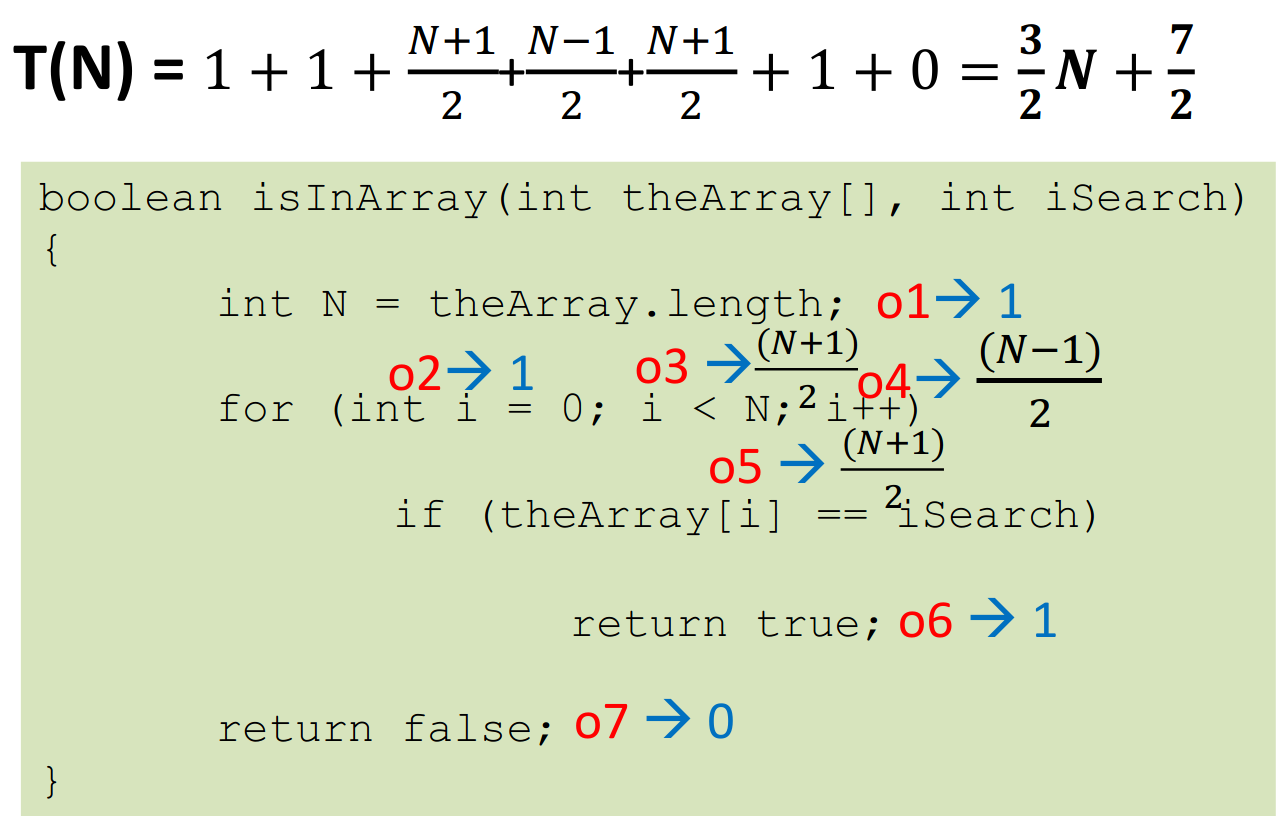 T(N) = 1 + 1 + \frac{N+1}{2} + \frac{N-1}{2} + \frac{N+1}{2} + 1 + 0 = \frac{3}{2}N + \frac{7}{2}
boolean isInArray(int theArray[], int iSearch)
{
int N = theArray.length; o1→ 1
o2→ 1 o3 → \frac{(N+1)}{2} o4→ \frac{(N-1)}{2}
for (int i = 0; i < N; i++)
o5 → \frac{(N+1)}{2}
if (theArray[i] == iSearch)
return true; o6 → 1
return false; o7 → 0
}